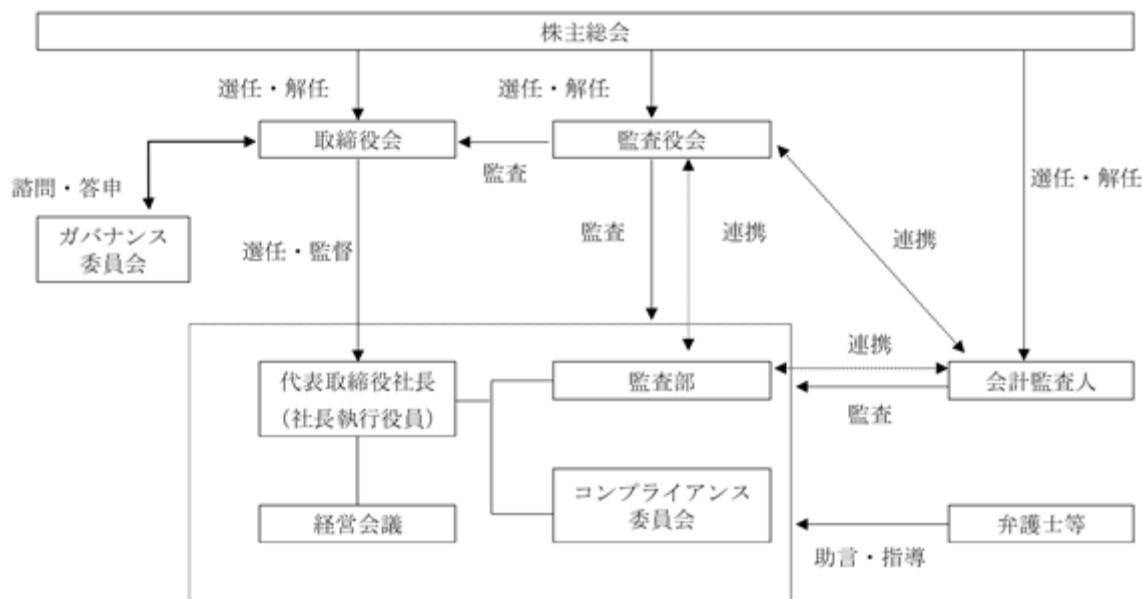 株主総会
選任・解任
選任・解任
取締役会
監査役会
監査
諮問・答申
選任・解任
ガバナンス
委員会
選任・監督
監査
連携
連携
連携
代表取締役社長
(社長執行役員)
監査部
会計監査人
監査
コンプライアンス
委員会
経営会議
弁護士等
助言・指導